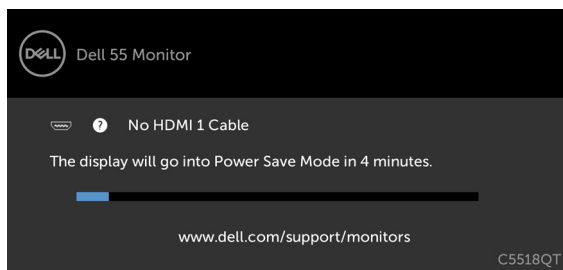 DELL
Dell 55 Monitor
? No HDMI 1 Cable
The display will go into Power Save Mode in 4 minutes.
www.dell.com/support/monitors
C5518QT